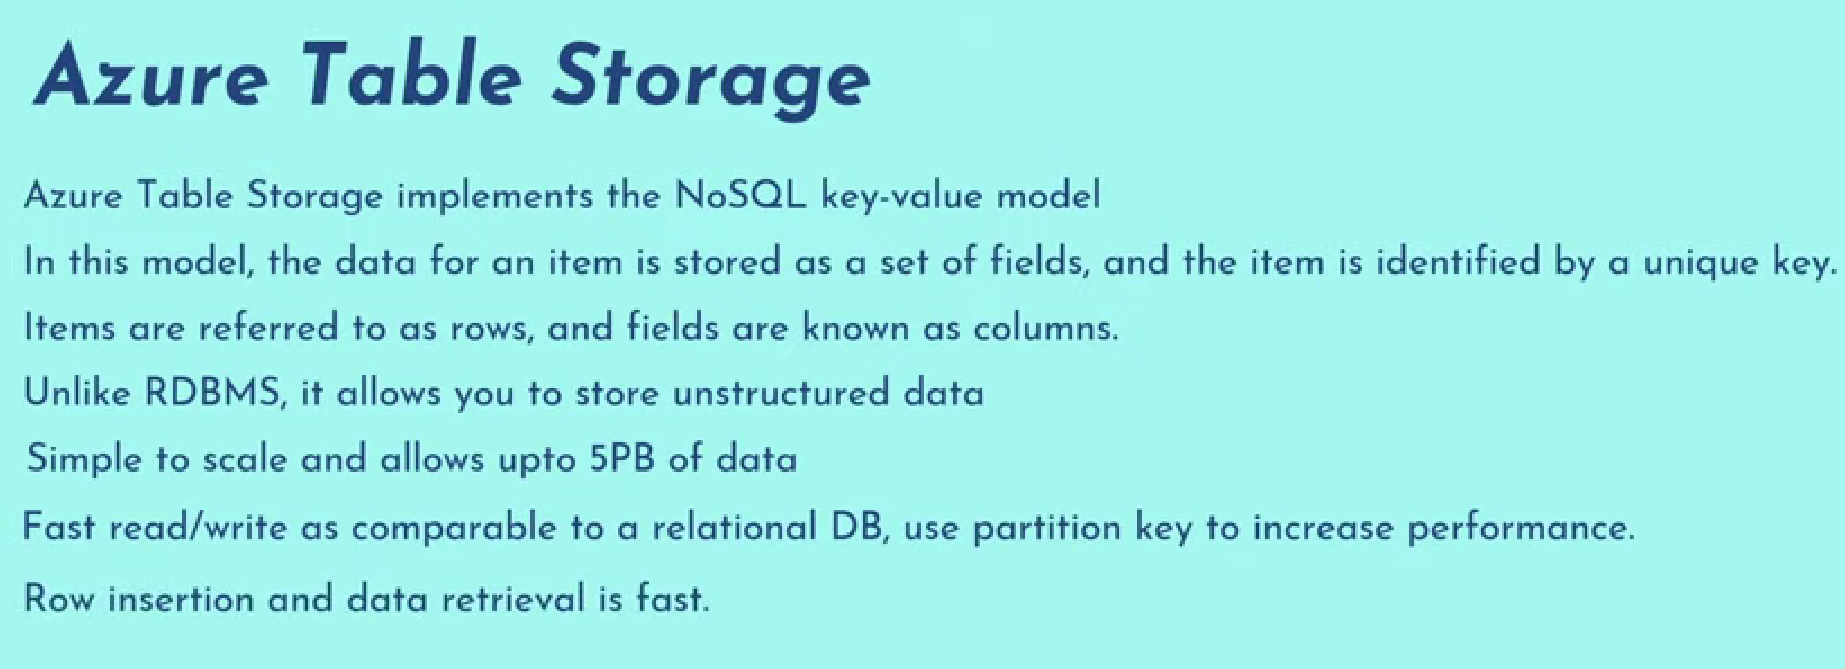 Azure Table Storage
Azure Table Storage implements the NoSQL key-value model
In this model, the data for an item is stored as a set of fields, and the item is identified by a unique key.
Items are referred to as rows, and fields are known as columns.
Unlike RDBMS, it allows you to store unstructured data
Simple to scale and allows upto 5PB of data
Fast read/write as comparable to a relational DB, use partition key to increase performance.
Row insertion and data retrieval is fast.